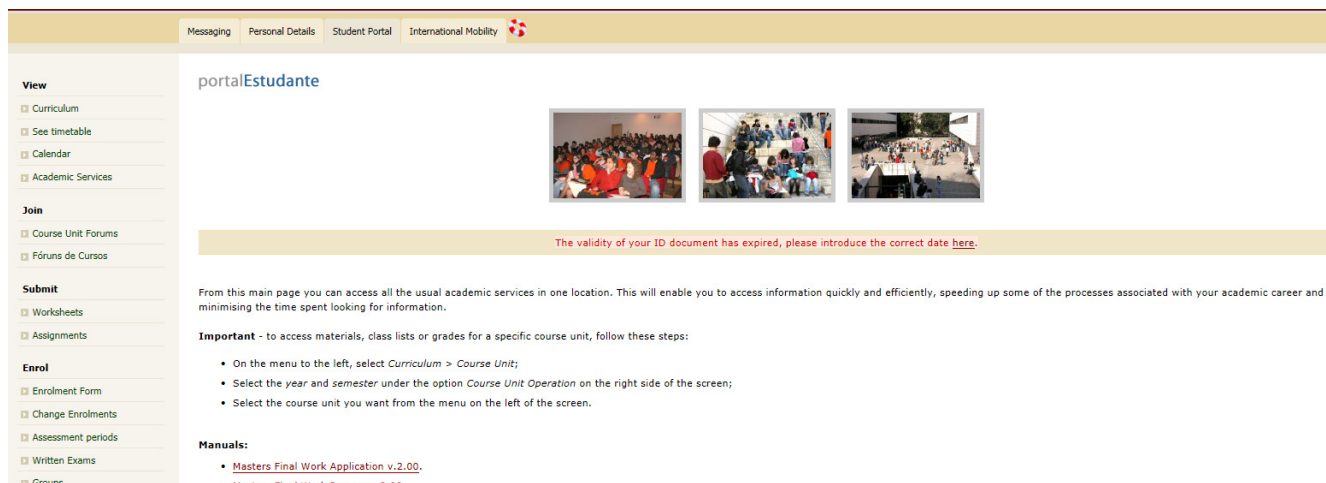 Messaging Personal Details Student Portal International Mobility
View
Curriculum
See timetable
Calendar
Academic Services
Join
Course Unit Forums
Fóruns de Cursos
Submit
Worksheets
Assignments
Enrol
Enrolment Form
Change Enrolments
Assessment periods
Written Exams
Groups
portalEstudante
The validity of your ID document has expired, please introduce the correct date here.
From this main page you can access all the usual academic services in one location. This will enable you to access information quickly and efficiently, speeding up some of the processes associated with your academic career and
minimising the time spent looking for information.
Important - to access materials, class lists or grades for a specific course unit, follow these steps:
On the menu to the left, select Curriculum > Course Unit;
Select the year and semester under the option Course Unit Operation on the right side of the screen;
Select the course unit you want from the menu on the left of the screen.
Manuals:
Masters Final Work Application v.2.00.